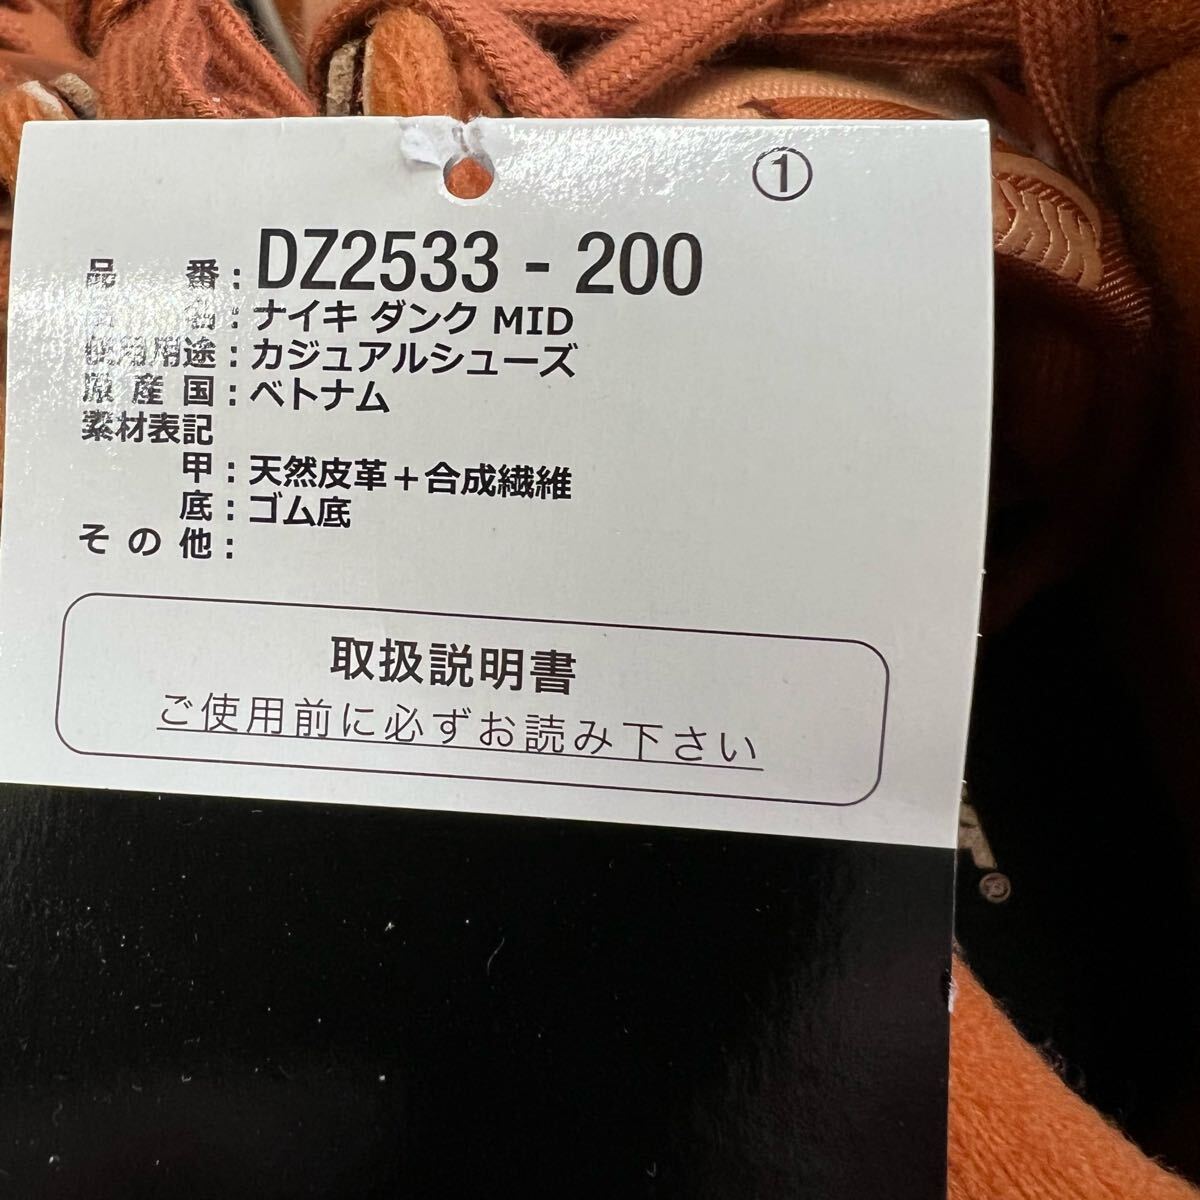 ①
品番：DZ2533 - 200
品名：ナイキ ダンク MID
使用用途：カジュアルシューズ
原産国：ベトナム
素材表記
甲：天然皮革＋合成繊維
底：ゴム底
その他：
取扱説明書
ご使用前に必ずお読み下さい
®